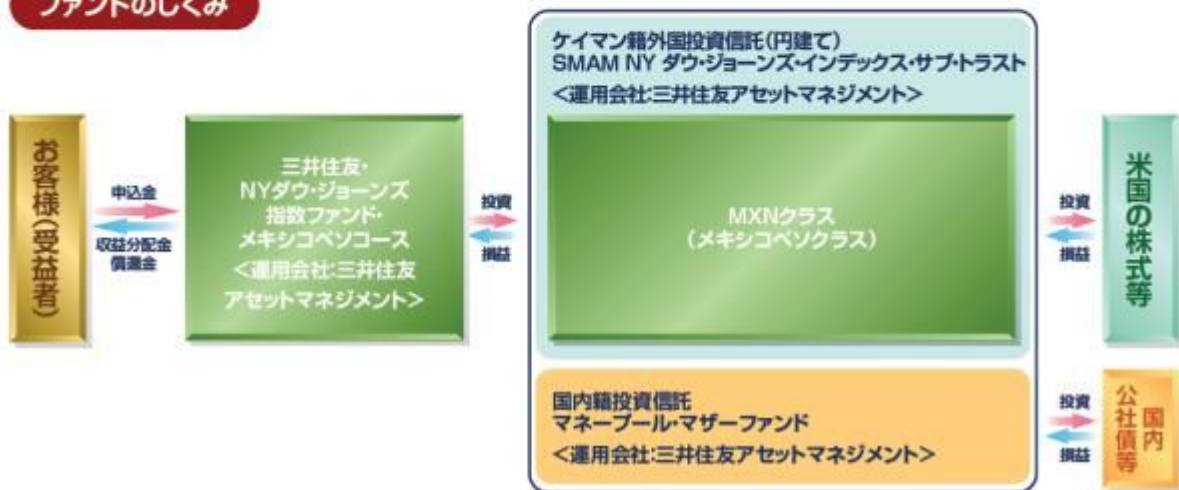 ファンドのしくみ
ケイマン籍外国投資信託(円建て)
SMAM NY ダウ・ジョーンズ・インデックス・サブ・トラスト
<運用会社:三井住友アセットマネジメント>
お客様(受益者)
申込金
収益分配金
償還金
三井住友・
NYダウ・ジョーンズ
指数ファンド・
メキシコペソコース
<運用会社:三井住友
アセットマネジメント>
投資
損益
MXNクラス
(メキシコペソクラス)
投資
損益
米国の株式等
国内籍投資信託
マネープール・マザーファンド
<運用会社:三井住友アセットマネジメント>
投資
損益
国内
公社債等